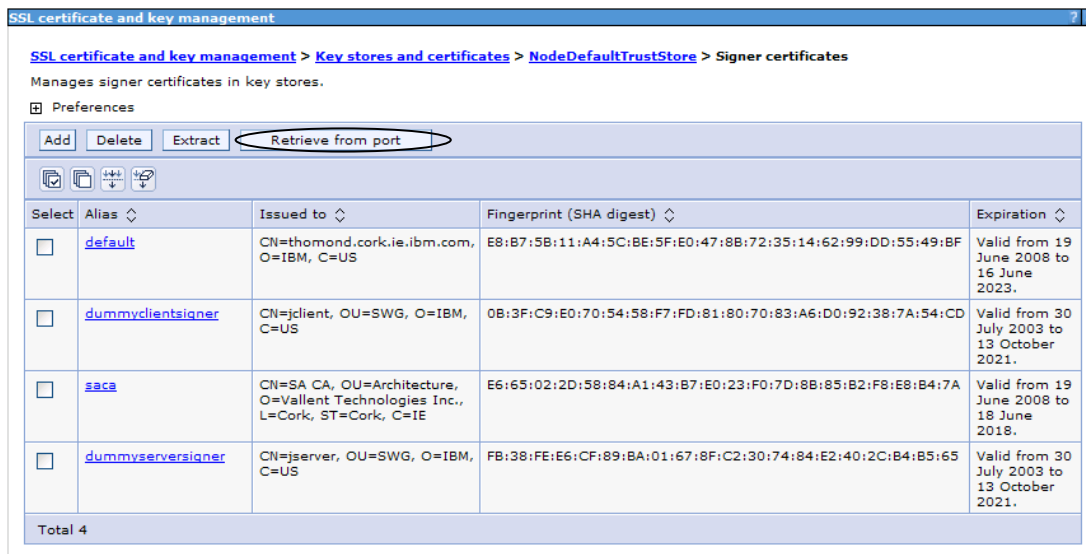 SSL certificate and key management ?
SSL certificate and key management > Key stores and certificates > NodeDefaultTrustStore > Signer certificates
Manages signer certificates in key stores.
Preferences
Add Delete Extract Retrieve from port
Select Alias Issued to Fingerprint (SHA digest) Expiration
default
CN=thomond.cork.ie.ibm.com,
O=IBM, C=US
E8:B7:5B:11:A4:5C:BE:5F:E0:47:8B:72:35:14:62:99:DD:55:49:BF
Valid from 19
June 2008 to
16 June
2023.
dummyclientsigner
CN=jclient, OU=SWG, O=IBM,
C=US
0B:3F:C9:E0:70:54:58:F7:FD:81:80:70:83:A6:D0:92:38:7A:54:CD
Valid from 30
July 2003 to
13 October
2021.
saca
CN=SA CA, OU=Architecture,
O=Vallent Technologies Inc.,
L=Cork, ST=Cork, C=IE
E6:65:02:2D:58:84:A1:43:B7:E0:23:F0:7D:8B:85:B2:F8:E8:B4:7A
Valid from 19
June 2008 to
18 June
2018.
dummyserversigner
CN=jserver, OU=SWG, O=IBM,
C=US
FB:38:FE:E6:CF:89:BA:01:67:8F:C2:30:74:84:E2:40:2C:B4:B5:65
Valid from 30
July 2003 to
13 October
2021.
Total 4